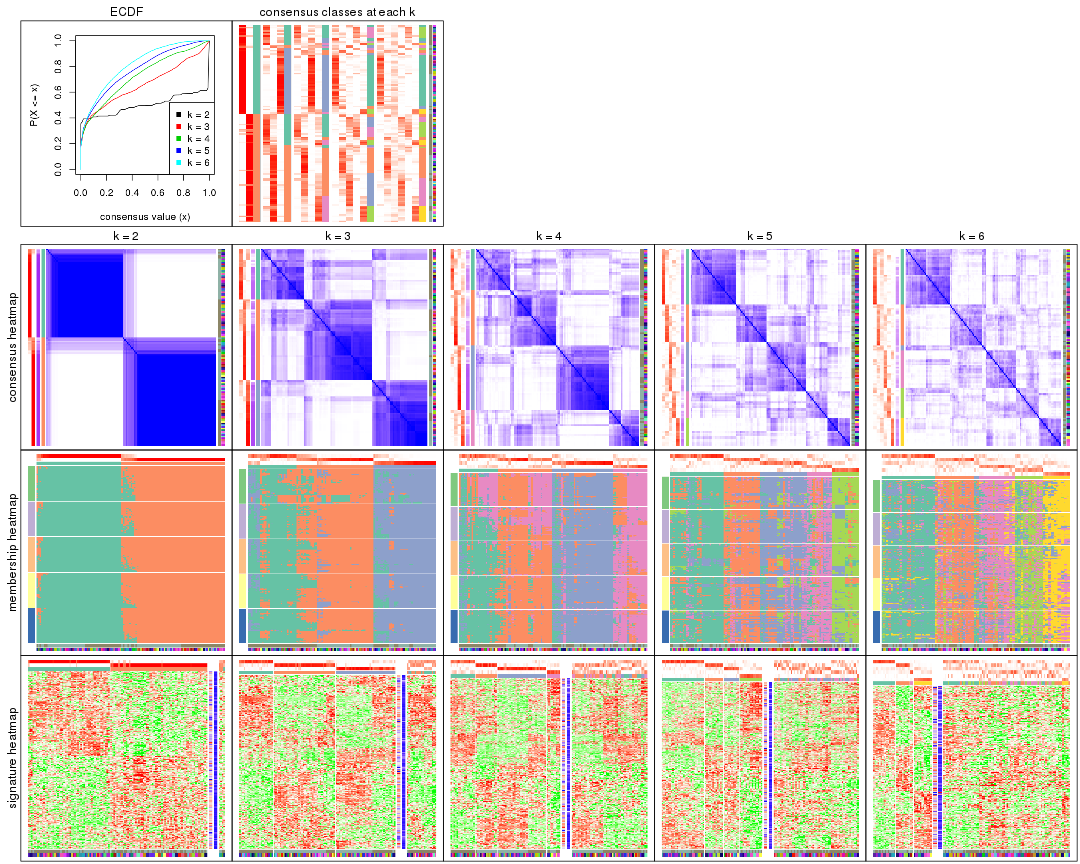 ECDF
consensus classes at each k
P(X <= x)
0.0 0.2 0.4 0.6 0.8 1.0
k = 2
k = 3
k = 4
k = 5
k = 6
0.0 0.2 0.4 0.6 0.8 1.0
consensus value (x)
k = 2 k = 3 k = 4 k = 5 k = 6
consensus heatmap
membership heatmap
signature heatmap